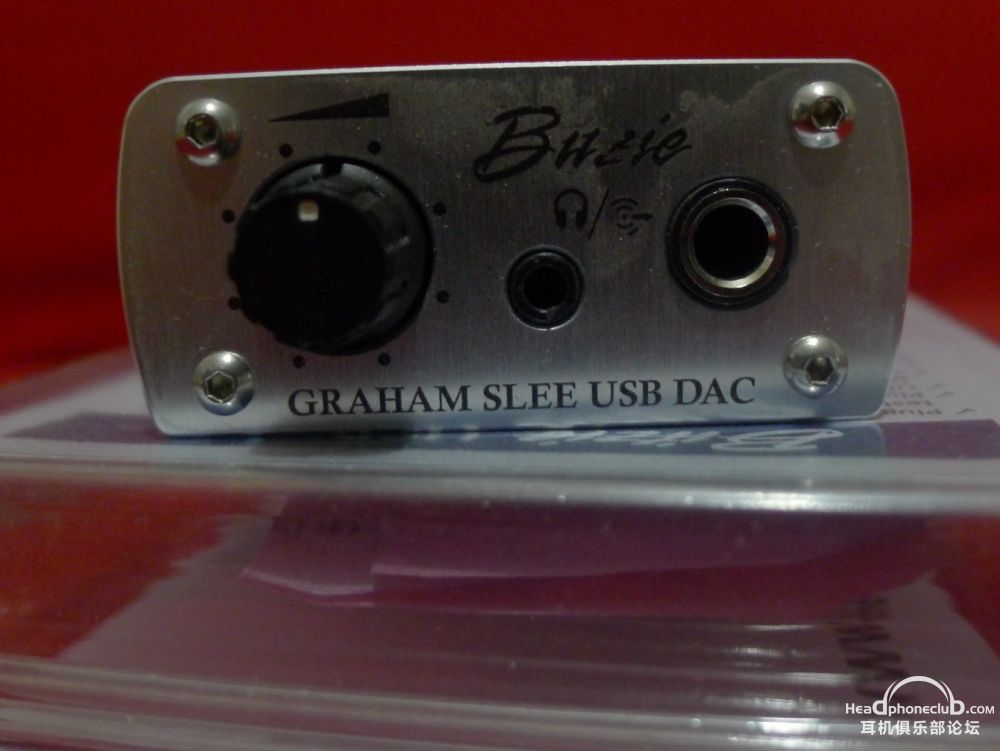 Bitzie
GRAHAM SLEE USB DAC
Headphoneclub.com
耳机俱乐部论坛